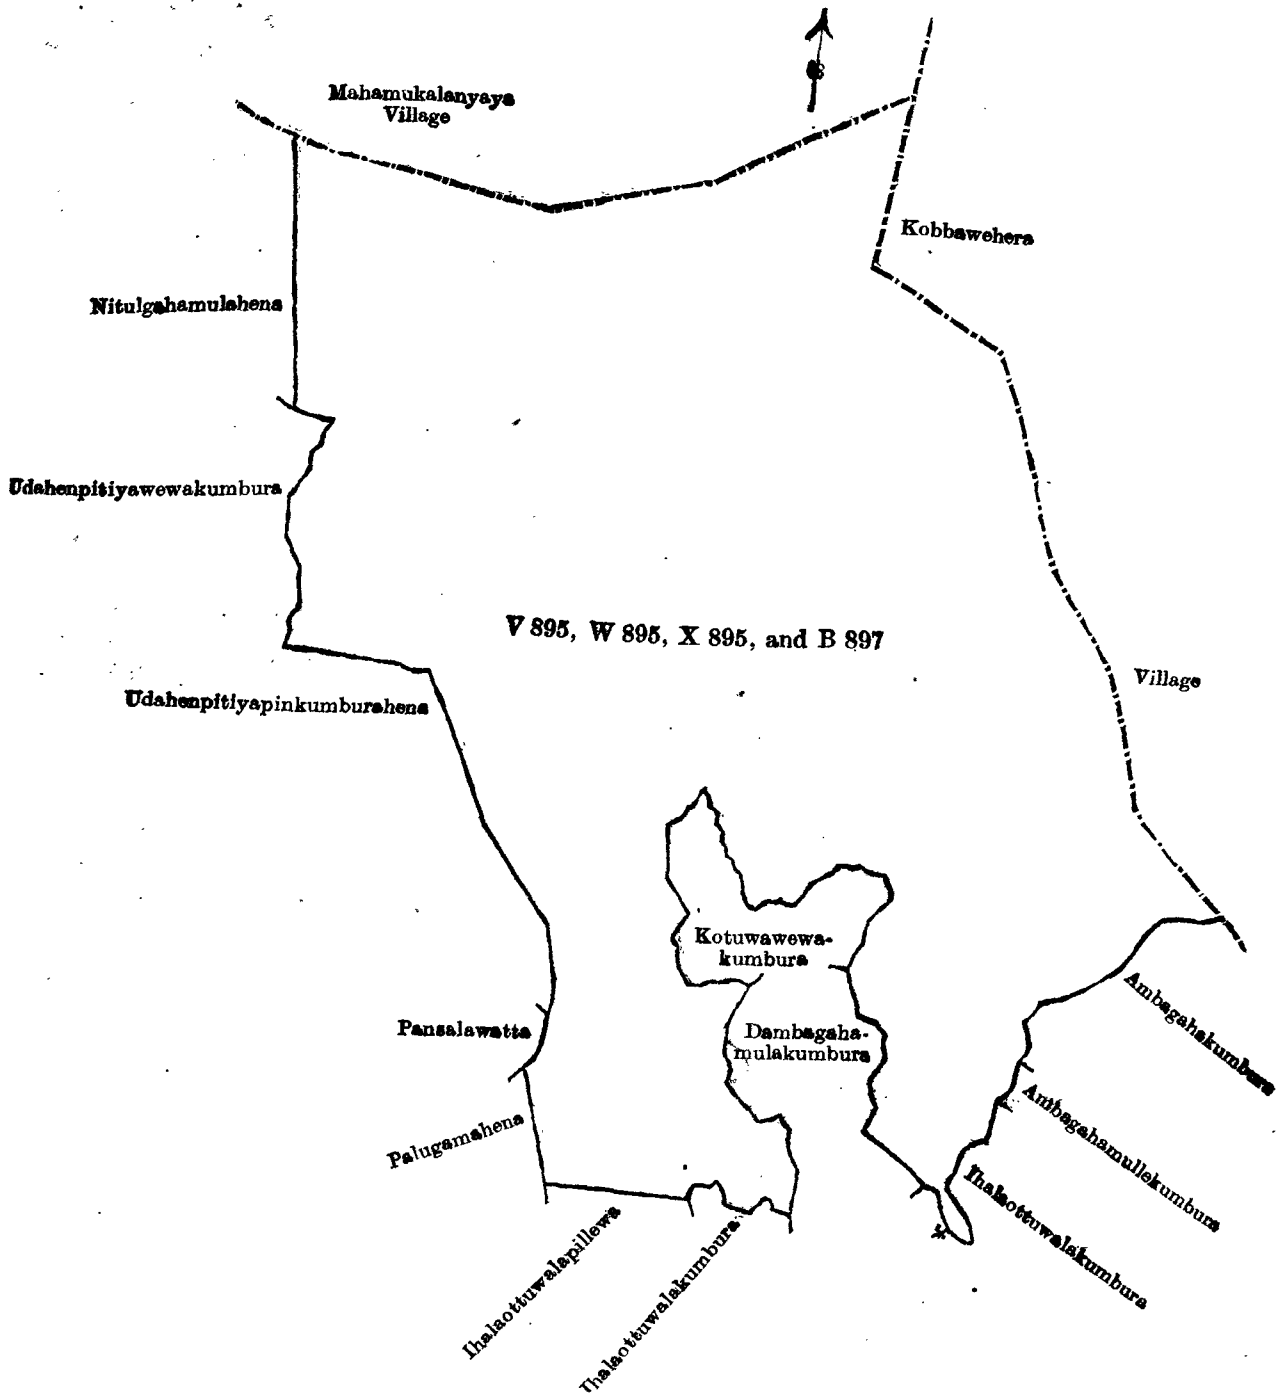 Mahamukalanyaya
Village
Kobbawehera
Nitulgahamulahena
Udahenpitiyawewakumbura
V 895, W 895, X 895, and B 897
Village
Udahenpitiyapinkumburahena
Kotuwawewa-
kumbura
Pansalawatta
Dambagaha-
mulakumbura
Ambagahakumbura
Palugamahena
Ambagahamullekumbura
Ihalaottuwalakumbura
Ihalaottuwalapillewa
Ihalaottuwalakumbura